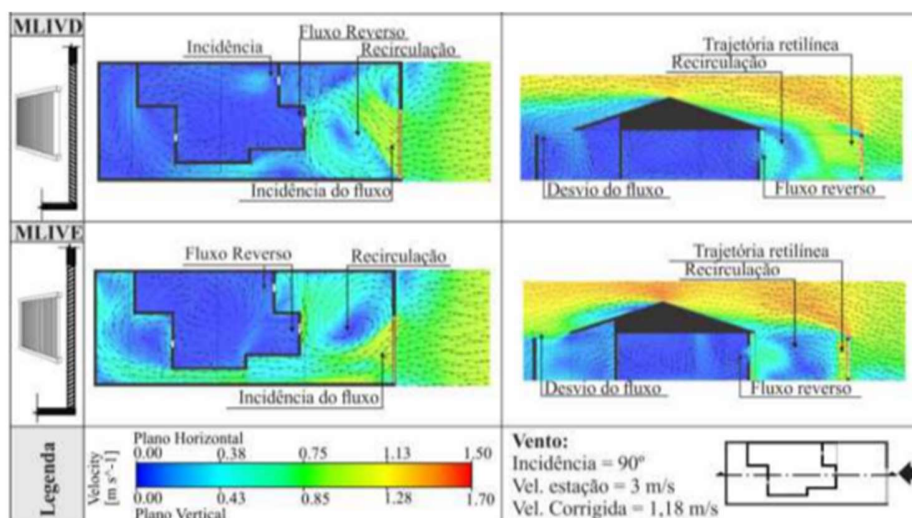 MLIVD
Incidência
Fluxo Reverso
Recirculação
Incidência do fluxo
Trajetória retilínea
Recirculação
Desvio do fluxo
Fluxo reverso
MLIVE
Fluxo Reverso
Recirculação
Incidência do fluxo
Trajetória retilínea
Recirculação
Desvio do fluxo
Fluxo reverso
Legenda
Velocity
[m s^-1]
Plano Horizontal
0.00 0.38 0.75 1.13 1.50
0.00 0.43 0.85 1.28 1.70
Plano Vertical
Vento:
Incidência = 90º
Vel. estação = 3 m/s
Vel. Corrigida = 1,18 m/s